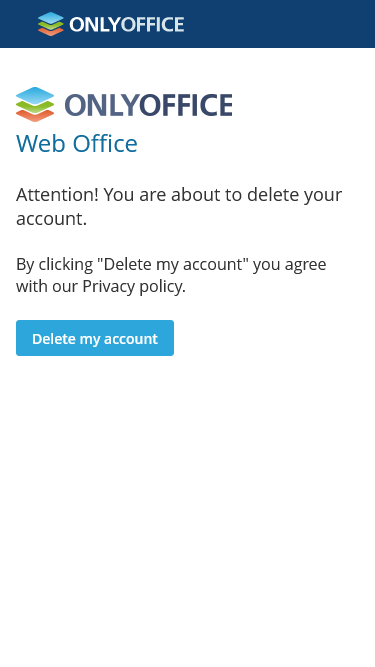 ONLYOFFICE
ONLYOFFICE
Web Office
Attention! You are about to delete your
account.
By clicking "Delete my account" you agree
with our Privacy policy.
Delete my account